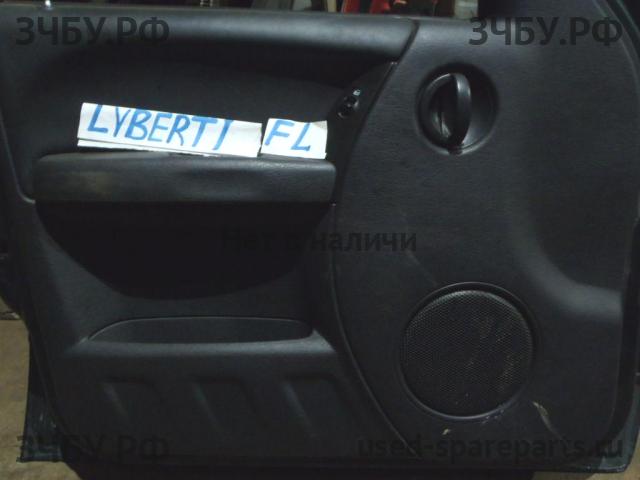 ЗЧБУ.РФ ЗЧБУ.РФ
LYBERTI FL
Нет в наличи
ЗЧБУ.РФ used-spareparts.ru